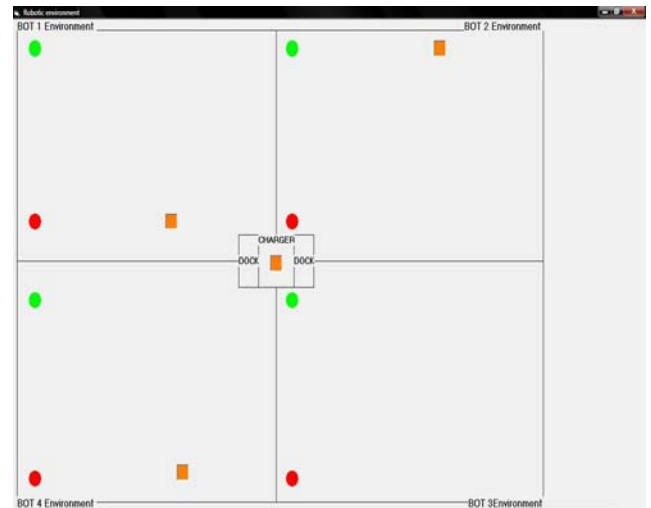 Robotic environment
BOT 1 Environment
BOT 2 Environment
CHARGER
DOCK
DOCK
BOT 4 Environment
BOT 3Environment